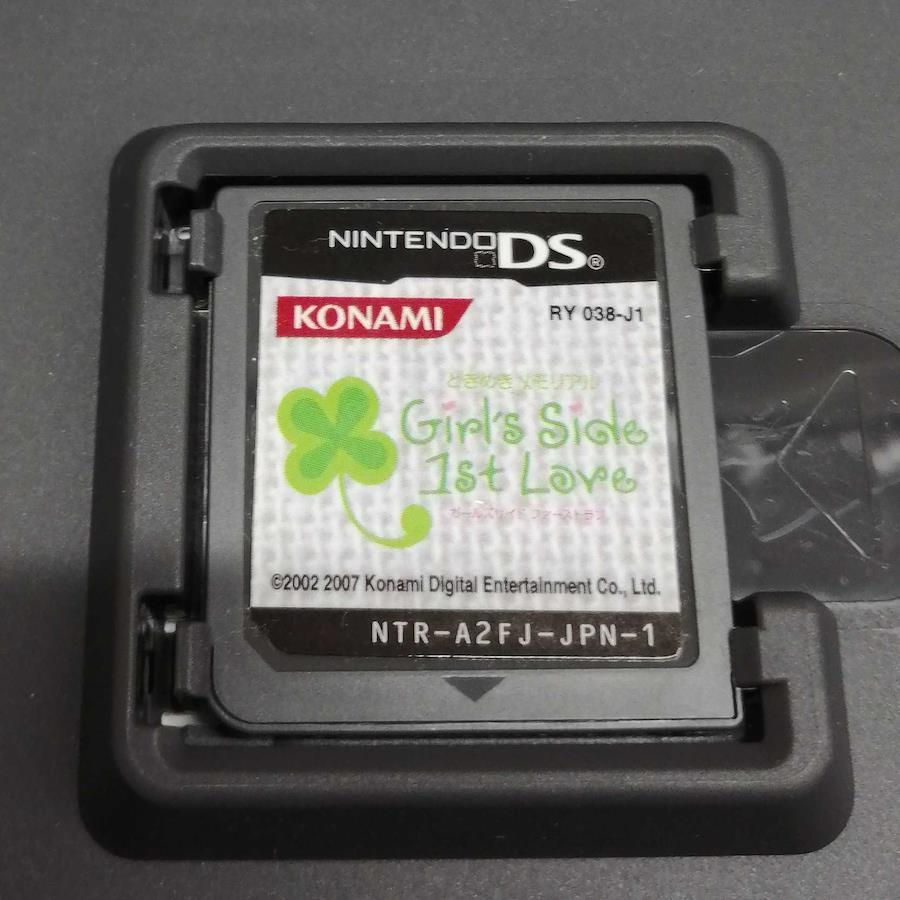 NINTENDO DS®
KONAMI
RY 038-J1
ときめきメモリアル
Girl's Side
1st Love
ガールズサイド ファーストラブ
©2002 2007 Konami Digital Entertainment Co., Ltd.
NTR-A2FJ-JPN-1